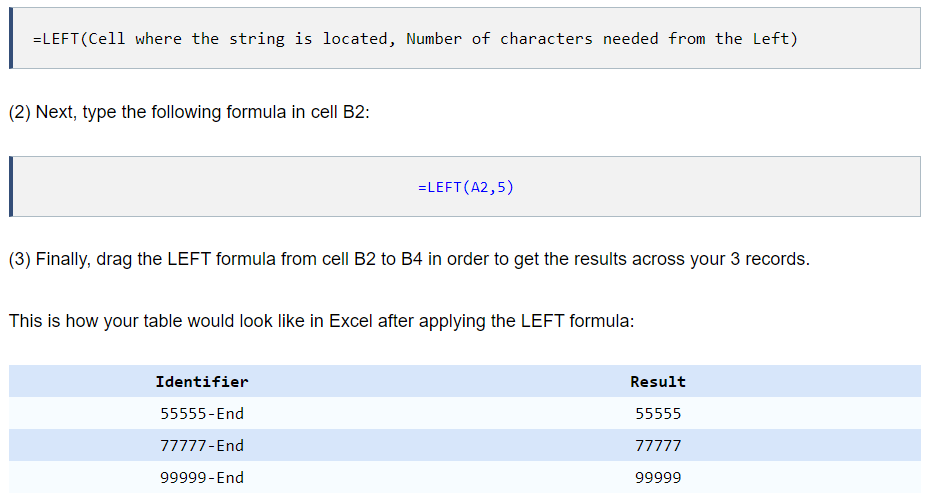 =LEFT(Cell where the string is located, Number of characters needed from the Left)
(2) Next, type the following formula in cell B2:
=LEFT(A2,5)
(3) Finally, drag the LEFT formula from cell B2 to B4 in order to get the results across your 3 records.
This is how your table would look like in Excel after applying the LEFT formula:
Identifier Result
55555-End 55555
77777-End 77777
99999-End 99999